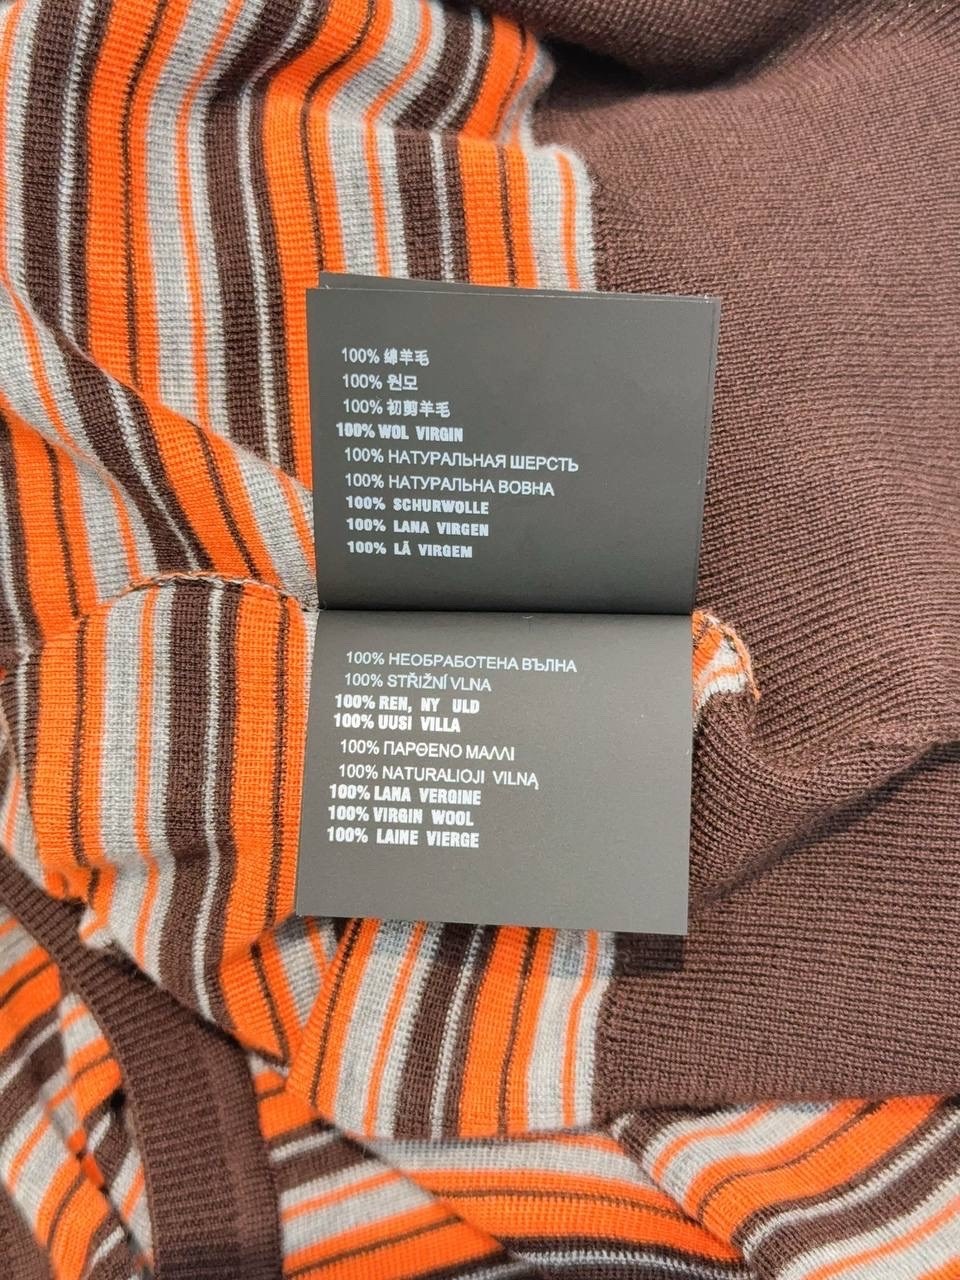 100% 綿羊毛
100% 원모
100% 初剪羊毛
100% WOL VIRGIN
100% НАТУРАЛЬНАЯ ШЕРСТЬ
100% НАТУРАЛЬНА ВОВНА
100% SCHURWOLLE
100% LANA VIRGEN
100% LÃ VIRGEM
100% НЕОБРАБОТЕНА ВЪЛНА
100% STŘIŽNÍ VLNA
100% REN, NY ULD
100% UUSI VILLA
100% ΠΑΡΘΕΝΟ ΜΑΛΛΙ
100% NATURALIOJI VILNĄ
100% LANA VERGINE
100% VIRGIN WOOL
100% LAINE VIERGE